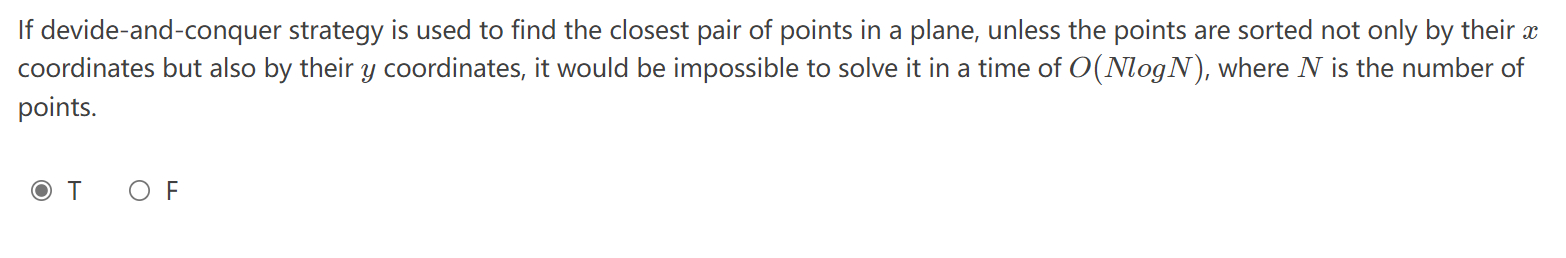 If devide-and-conquer strategy is used to find the closest pair of points in a plane, unless the points are sorted not only by their x
coordinates but also by their y coordinates, it would be impossible to solve it in a time of O(NlogN), where N is the number of
points.
T F